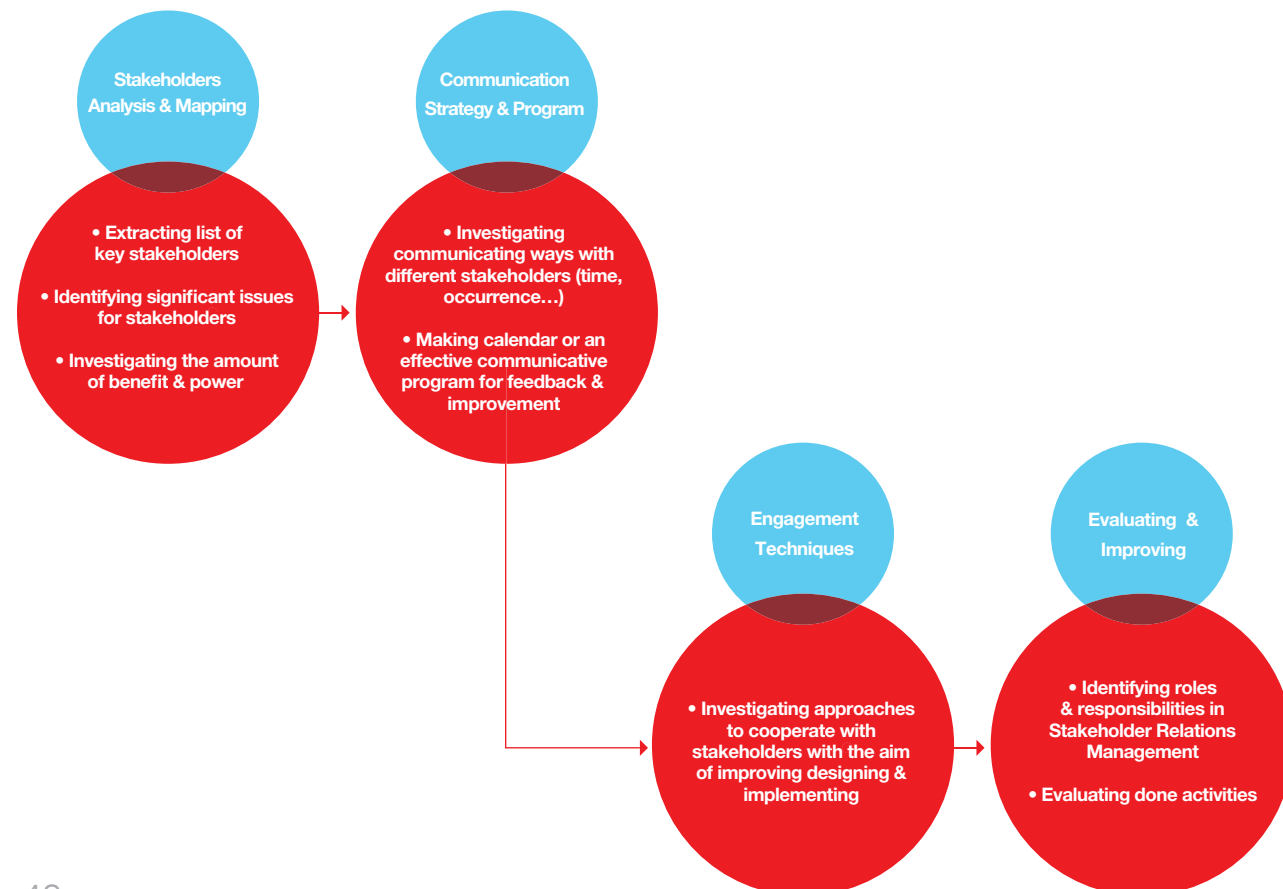 Stakeholders
Analysis & Mapping
• Extracting list of
key stakeholders
• Identifying significant issues
for stakeholders
• Investigating the amount
of benefit & power
Communication
Strategy & Program
• Investigating
communicating ways with
different stakeholders (time,
occurrence…)
• Making calendar or an
effective communicative
program for feedback &
improvement
Engagement
Techniques
• Investigating approaches
to cooperate with
stakeholders with the aim
of improving designing &
implementing
Evaluating &
Improving
• Identifying roles
& responsibilities in
Stakeholder Relations
Management
• Evaluating done activities